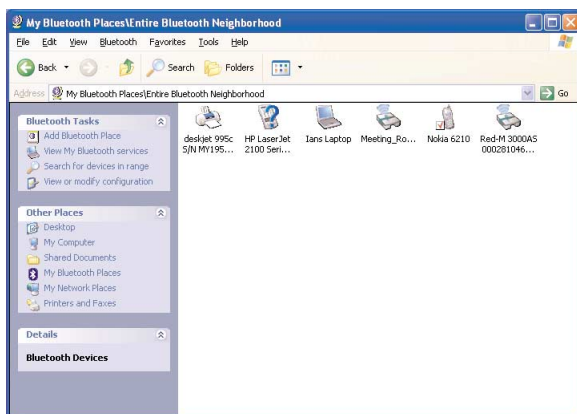 My Bluetooth Places\Entire Bluetooth Neighborhood
File Edit View Bluetooth Favorites Tools Help
Back Search Folders
Address My Bluetooth Places\Entire Bluetooth Neighborhood Go
Bluetooth Tasks
Add Bluetooth Place
View My Bluetooth services
Search for devices in range
View or modify configuration
Other Places
Desktop
My Computer
Shared Documents
My Bluetooth Places
My Network Places
Printers and Faxes
Details
Bluetooth Devices
deskjet 995c
S/N MY195...
HP LaserJet
2100 Seri...
Ians Laptop
Meeting_Ro...
Nokia 6210
Red-M 3000AS
000281046...